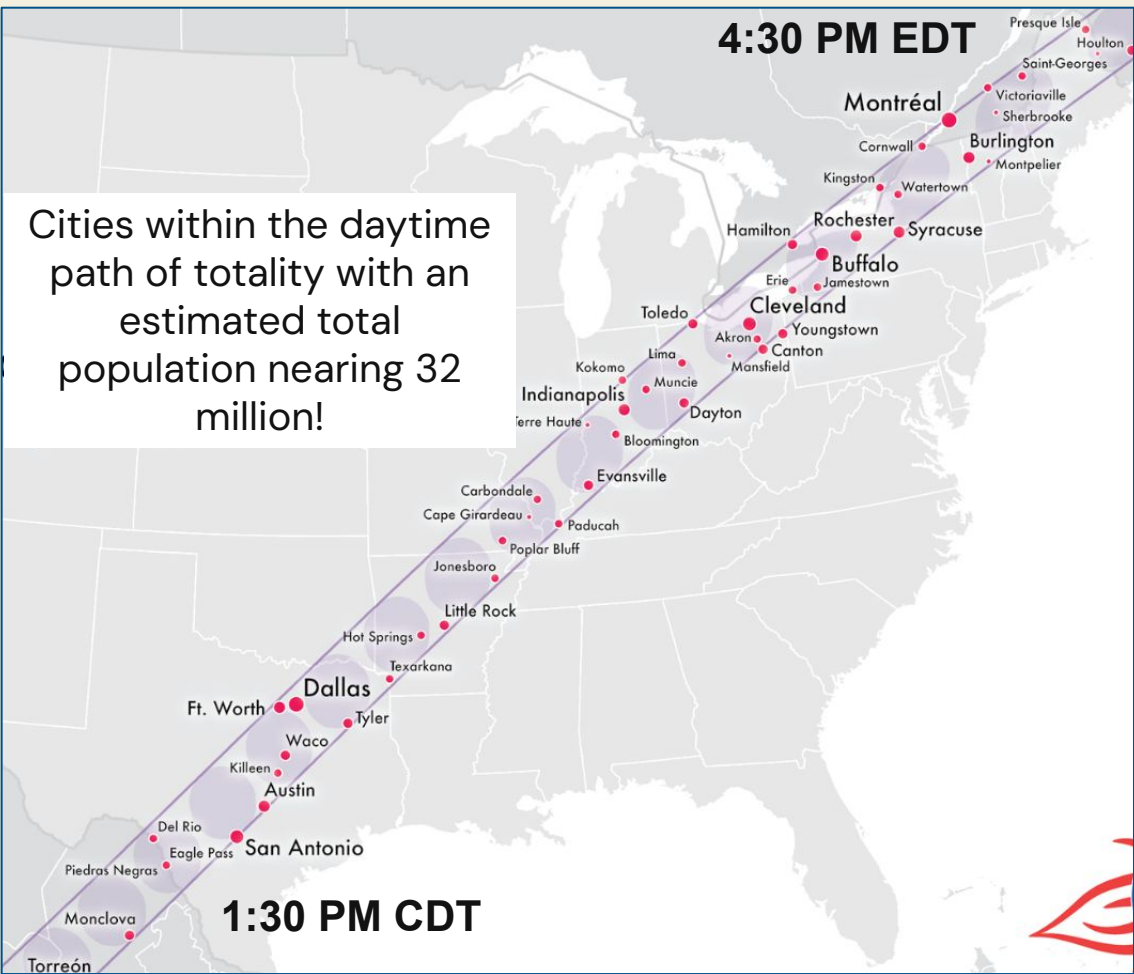 4:30 PM EDT
Presque Isle
Houlton
Saint-Georges
Victoriaville
Montréal
Sherbrooke
Burlington
Cornwall
Montpelier
Kingston
Watertown
Cities within the daytime
path of totality with an
estimated total
population nearing 32
million!
Rochester
Hamilton
Syracuse
Buffalo
Erie
Jamestown
Cleveland
Toledo
Youngstown
Akron
Canton
Lima
Mansfield
Kokomo
Muncie
Indianapolis
Dayton
Terre Haute
Bloomington
Evansville
Carbondale
Cape Girardeau
Paducah
Poplar Bluff
Jonesboro
Little Rock
Hot Springs
Texarkana
Dallas
Ft. Worth
Tyler
Waco
Killeen
Austin
Del Rio
San Antonio
Eagle Pass
Piedras Negras
Monclova
1:30 PM CDT
Torreón